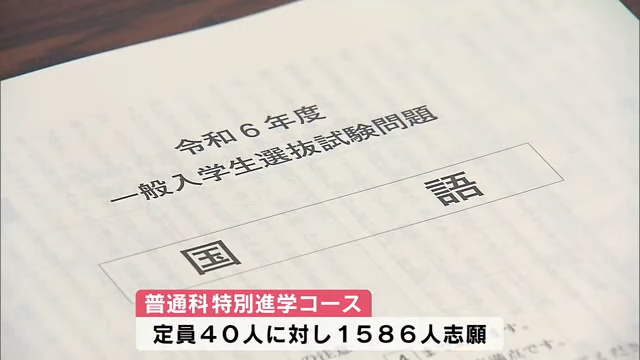 令和6年度
一般入学生選抜試験問題
国語
普通科特別進学コース
定員40人に対し1586人志願